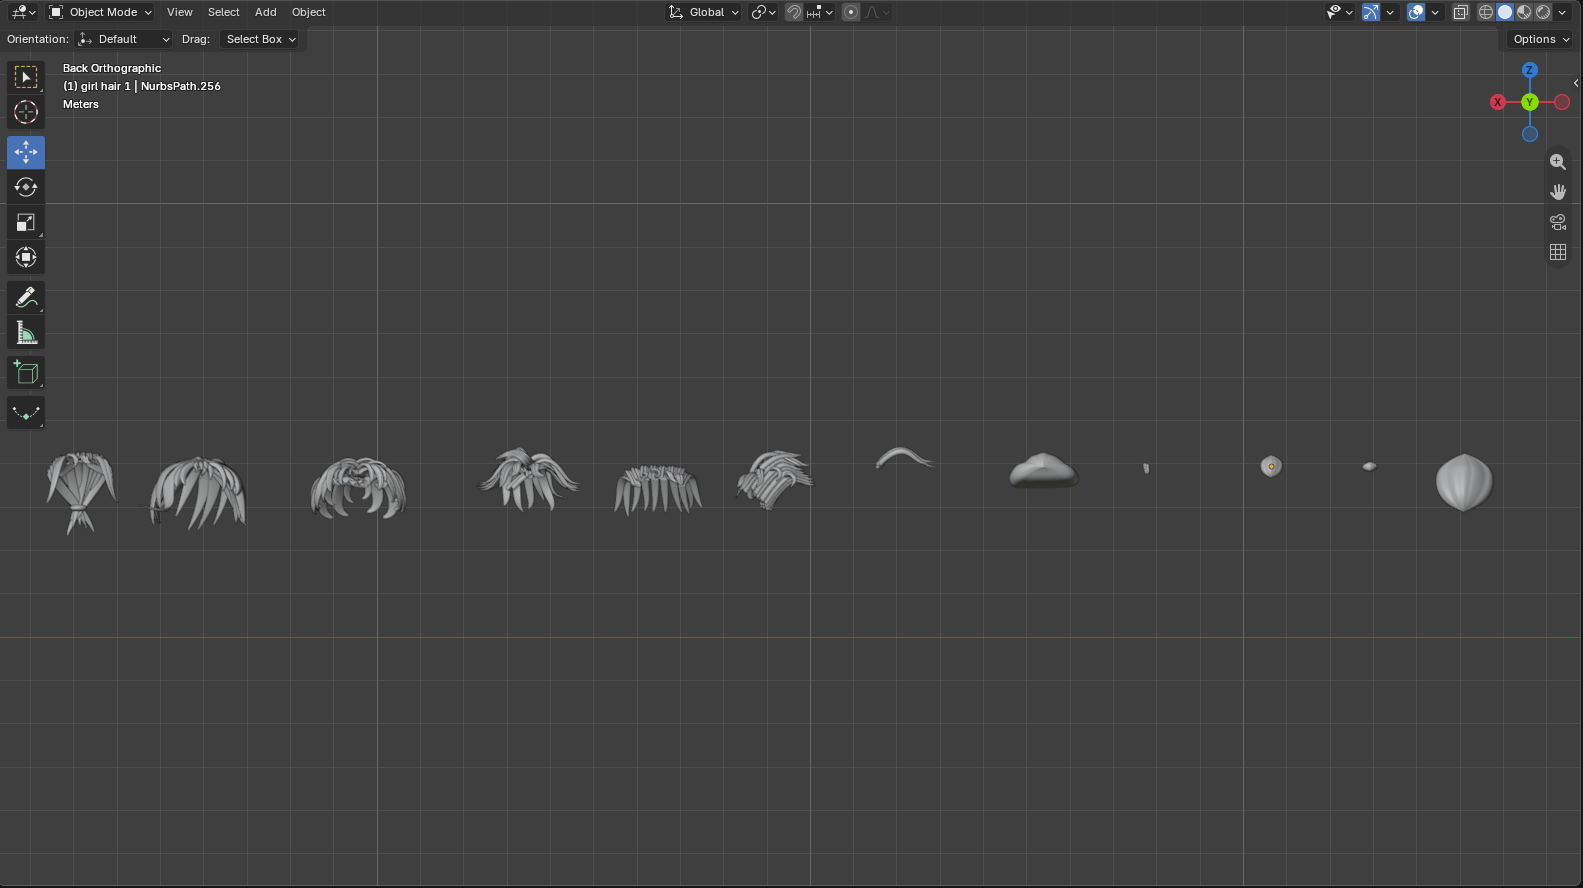 Object Mode View Select Add Object Global
Orientation: Default Drag: Select Box Options
Back Orthographic
(1) girl hair 1 | NurbsPath.256
Meters
Z
X Y